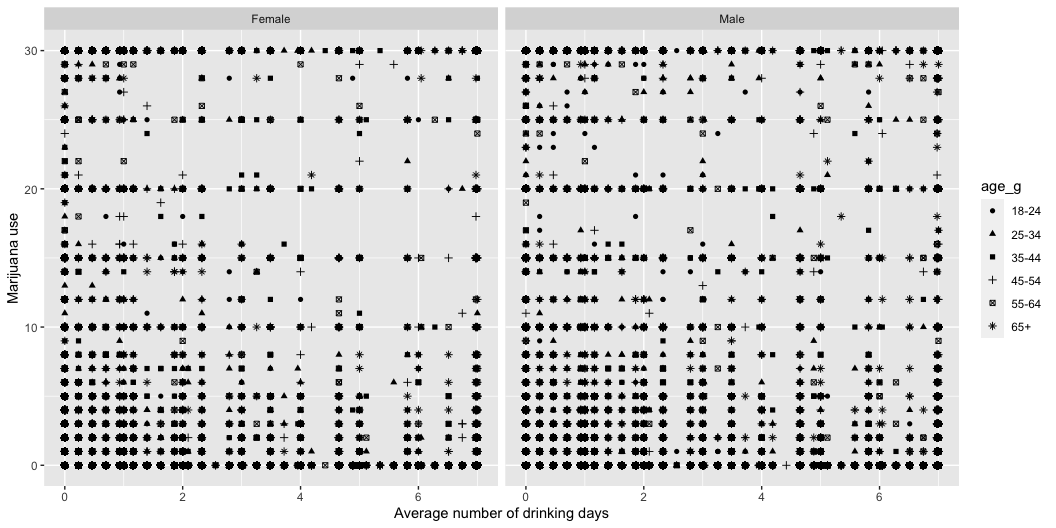 Female
Male
Marijuana use
30
20
10
0
0 2 4 6
0 2 4 6
Average number of drinking days
age_g
18-24
25-34
35-44
45-54
55-64
65+